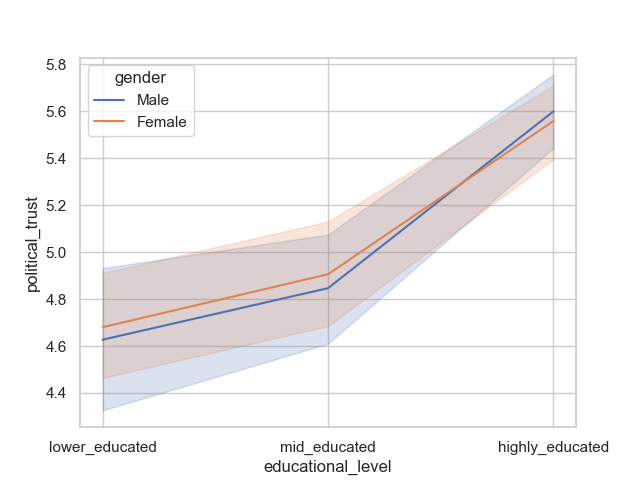 5.8
5.6
5.4
5.2
5.0
4.8
4.6
4.4
political_trust
gender
Male
Female
lower_educated mid_educated highly_educated
educational_level